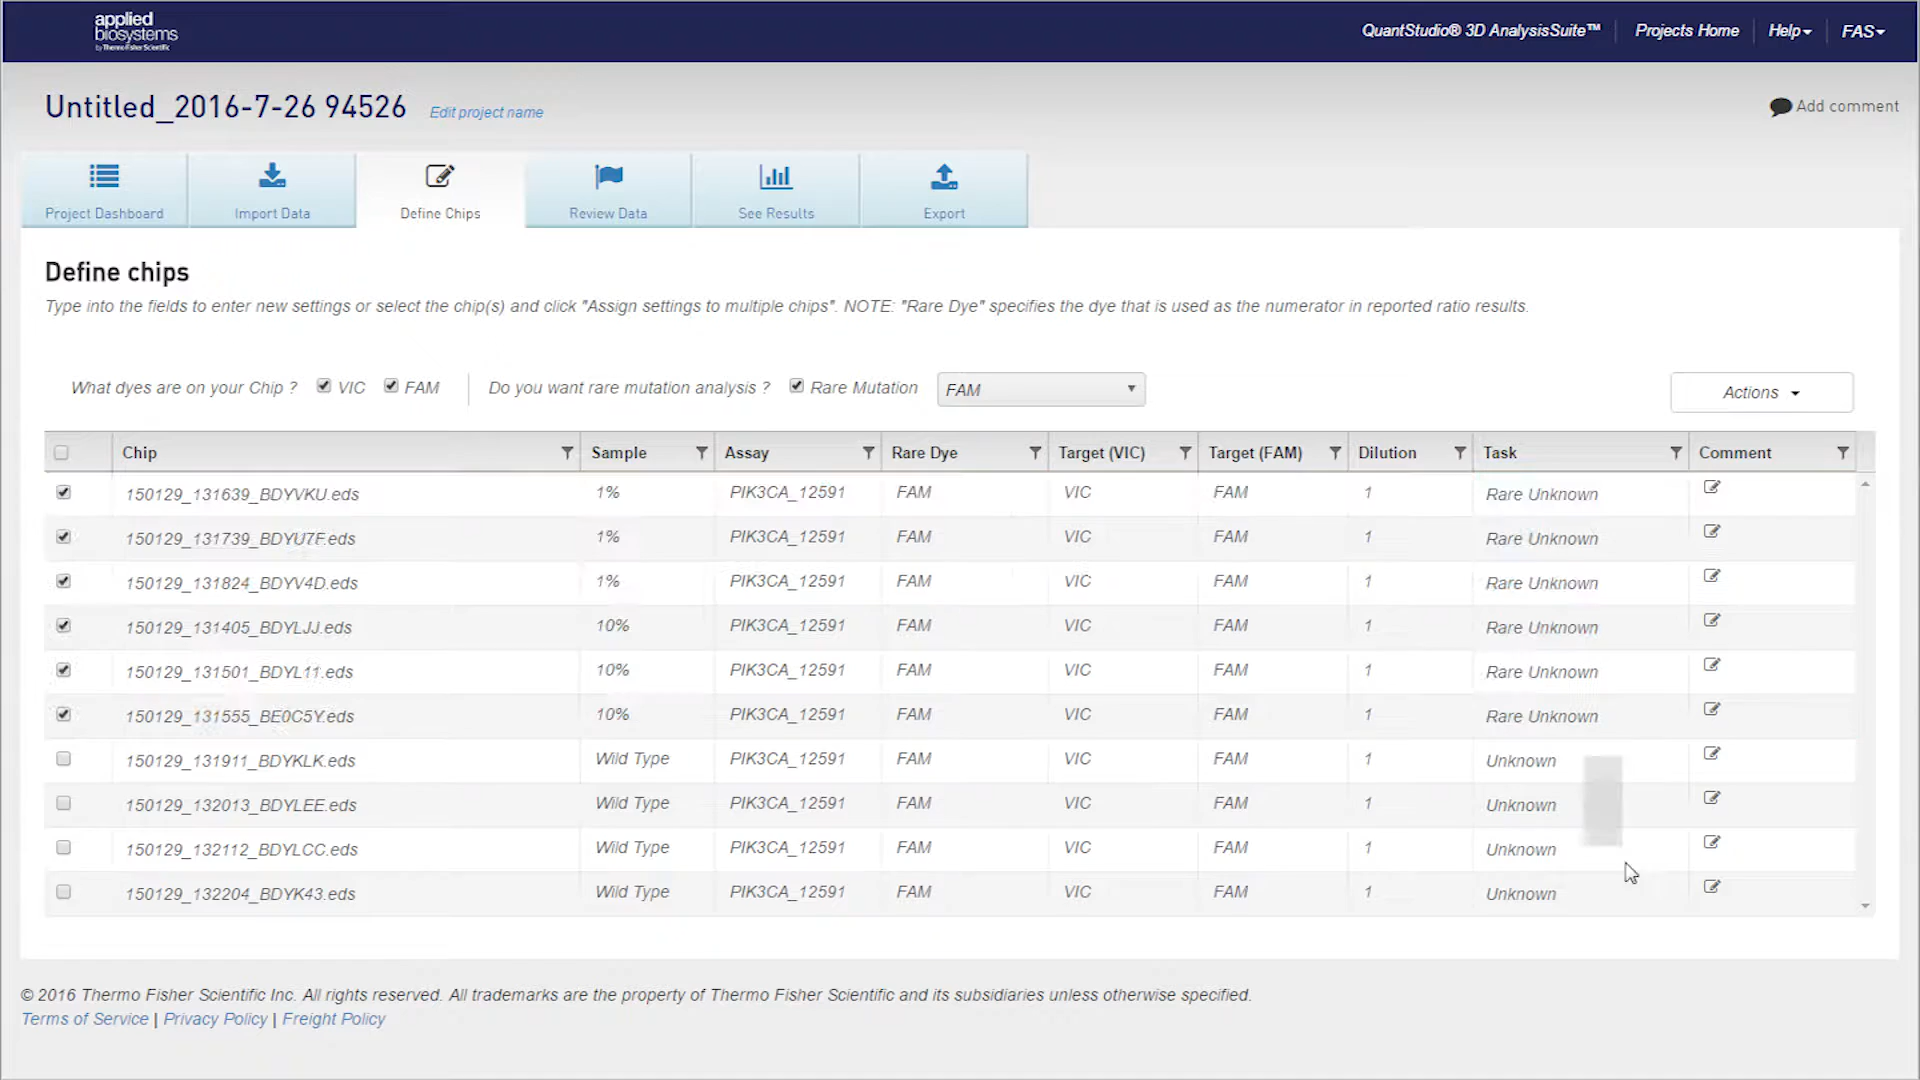 applied
biosystems
by Thermo Fisher Scientific
QuantStudio® 3D AnalysisSuite™ Projects Home Help FAS
Untitled_2016-7-26 94526 Edit project name Add comment
Project Dashboard Import Data Define Chips Review Data See Results Export
Define chips
Type into the fields to enter new settings or select the chip(s) and click "Assign settings to multiple chips". NOTE: "Rare Dye" specifies the dye that is used as the numerator in reported ratio results.
What dyes are on your Chip ? VIC FAM Do you want rare mutation analysis ? Rare Mutation FAM Actions
Chip Sample Assay Rare Dye Target (VIC) Target (FAM) Dilution Task Comment
150129_131639_BDYVKU.eds 1% PIK3CA_12591 FAM VIC FAM 1 Rare Unknown
150129_131739_BDYU7F.eds 1% PIK3CA_12591 FAM VIC FAM 1 Rare Unknown
150129_131824_BDYV4D.eds 1% PIK3CA_12591 FAM VIC FAM 1 Rare Unknown
150129_131405_BDYLJJ.eds 10% PIK3CA_12591 FAM VIC FAM 1 Rare Unknown
150129_131501_BDYL11.eds 10% PIK3CA_12591 FAM VIC FAM 1 Rare Unknown
150129_131555_BE0C5Y.eds 10% PIK3CA_12591 FAM VIC FAM 1 Rare Unknown
150129_131911_BDYKLK.eds Wild Type PIK3CA_12591 FAM VIC FAM 1 Unknown
150129_132013_BDYLEE.eds Wild Type PIK3CA_12591 FAM VIC FAM 1 Unknown
150129_132112_BDYLCC.eds Wild Type PIK3CA_12591 FAM VIC FAM 1 Unknown
150129_132204_BDYK43.eds Wild Type PIK3CA_12591 FAM VIC FAM 1 Unknown
© 2016 Thermo Fisher Scientific Inc. All rights reserved. All trademarks are the property of Thermo Fisher Scientific and its subsidiaries unless otherwise specified.
Terms of Service | Privacy Policy | Freight Policy